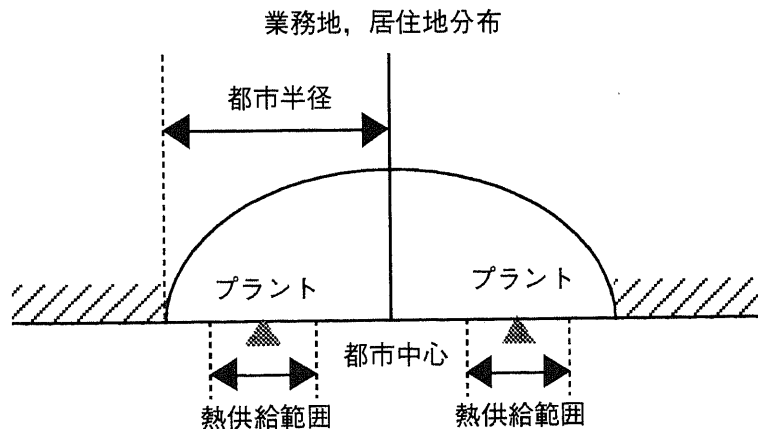 業務地，居住地分布
都市半径
プラント
プラント
都市中心
熱供給範囲
熱供給範囲